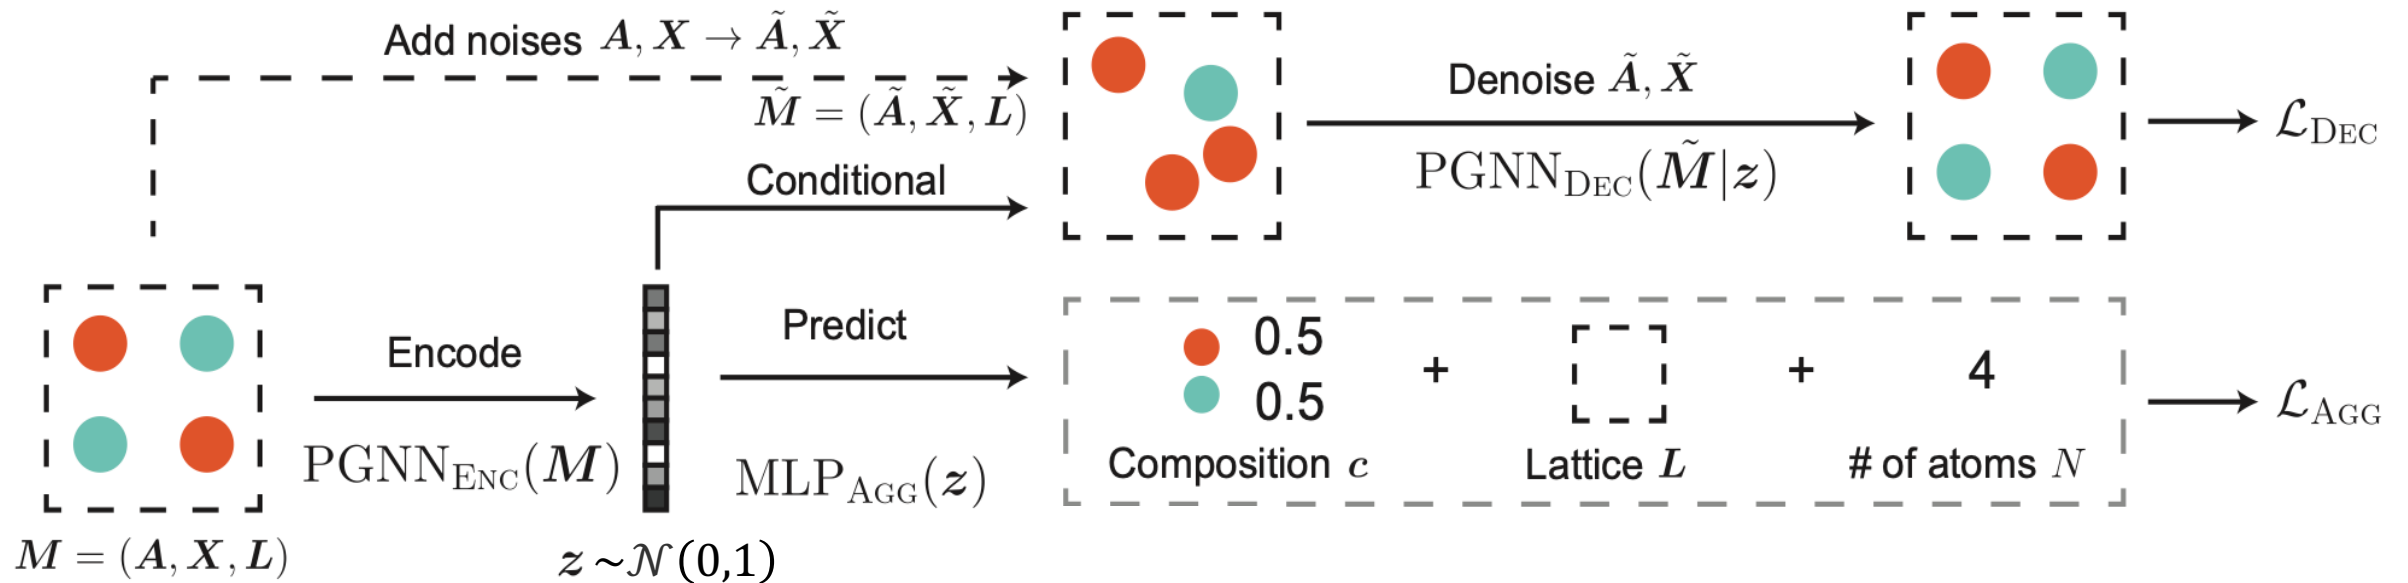 Add noises A, X → Ã, X̃
M̃ = (Ã, X̃, L)
Conditional
Denoise Ã, X̃
PGNN_DEC(M̃|z)
ℒ_DEC
Encode
PGNN_ENC(M)
M = (A, X, L)
z ~𝒩(0,1)
Predict
MLP_AGG(z)
0.5
0.5
Composition c
+
Lattice L
+
4
# of atoms N
ℒ_AGG